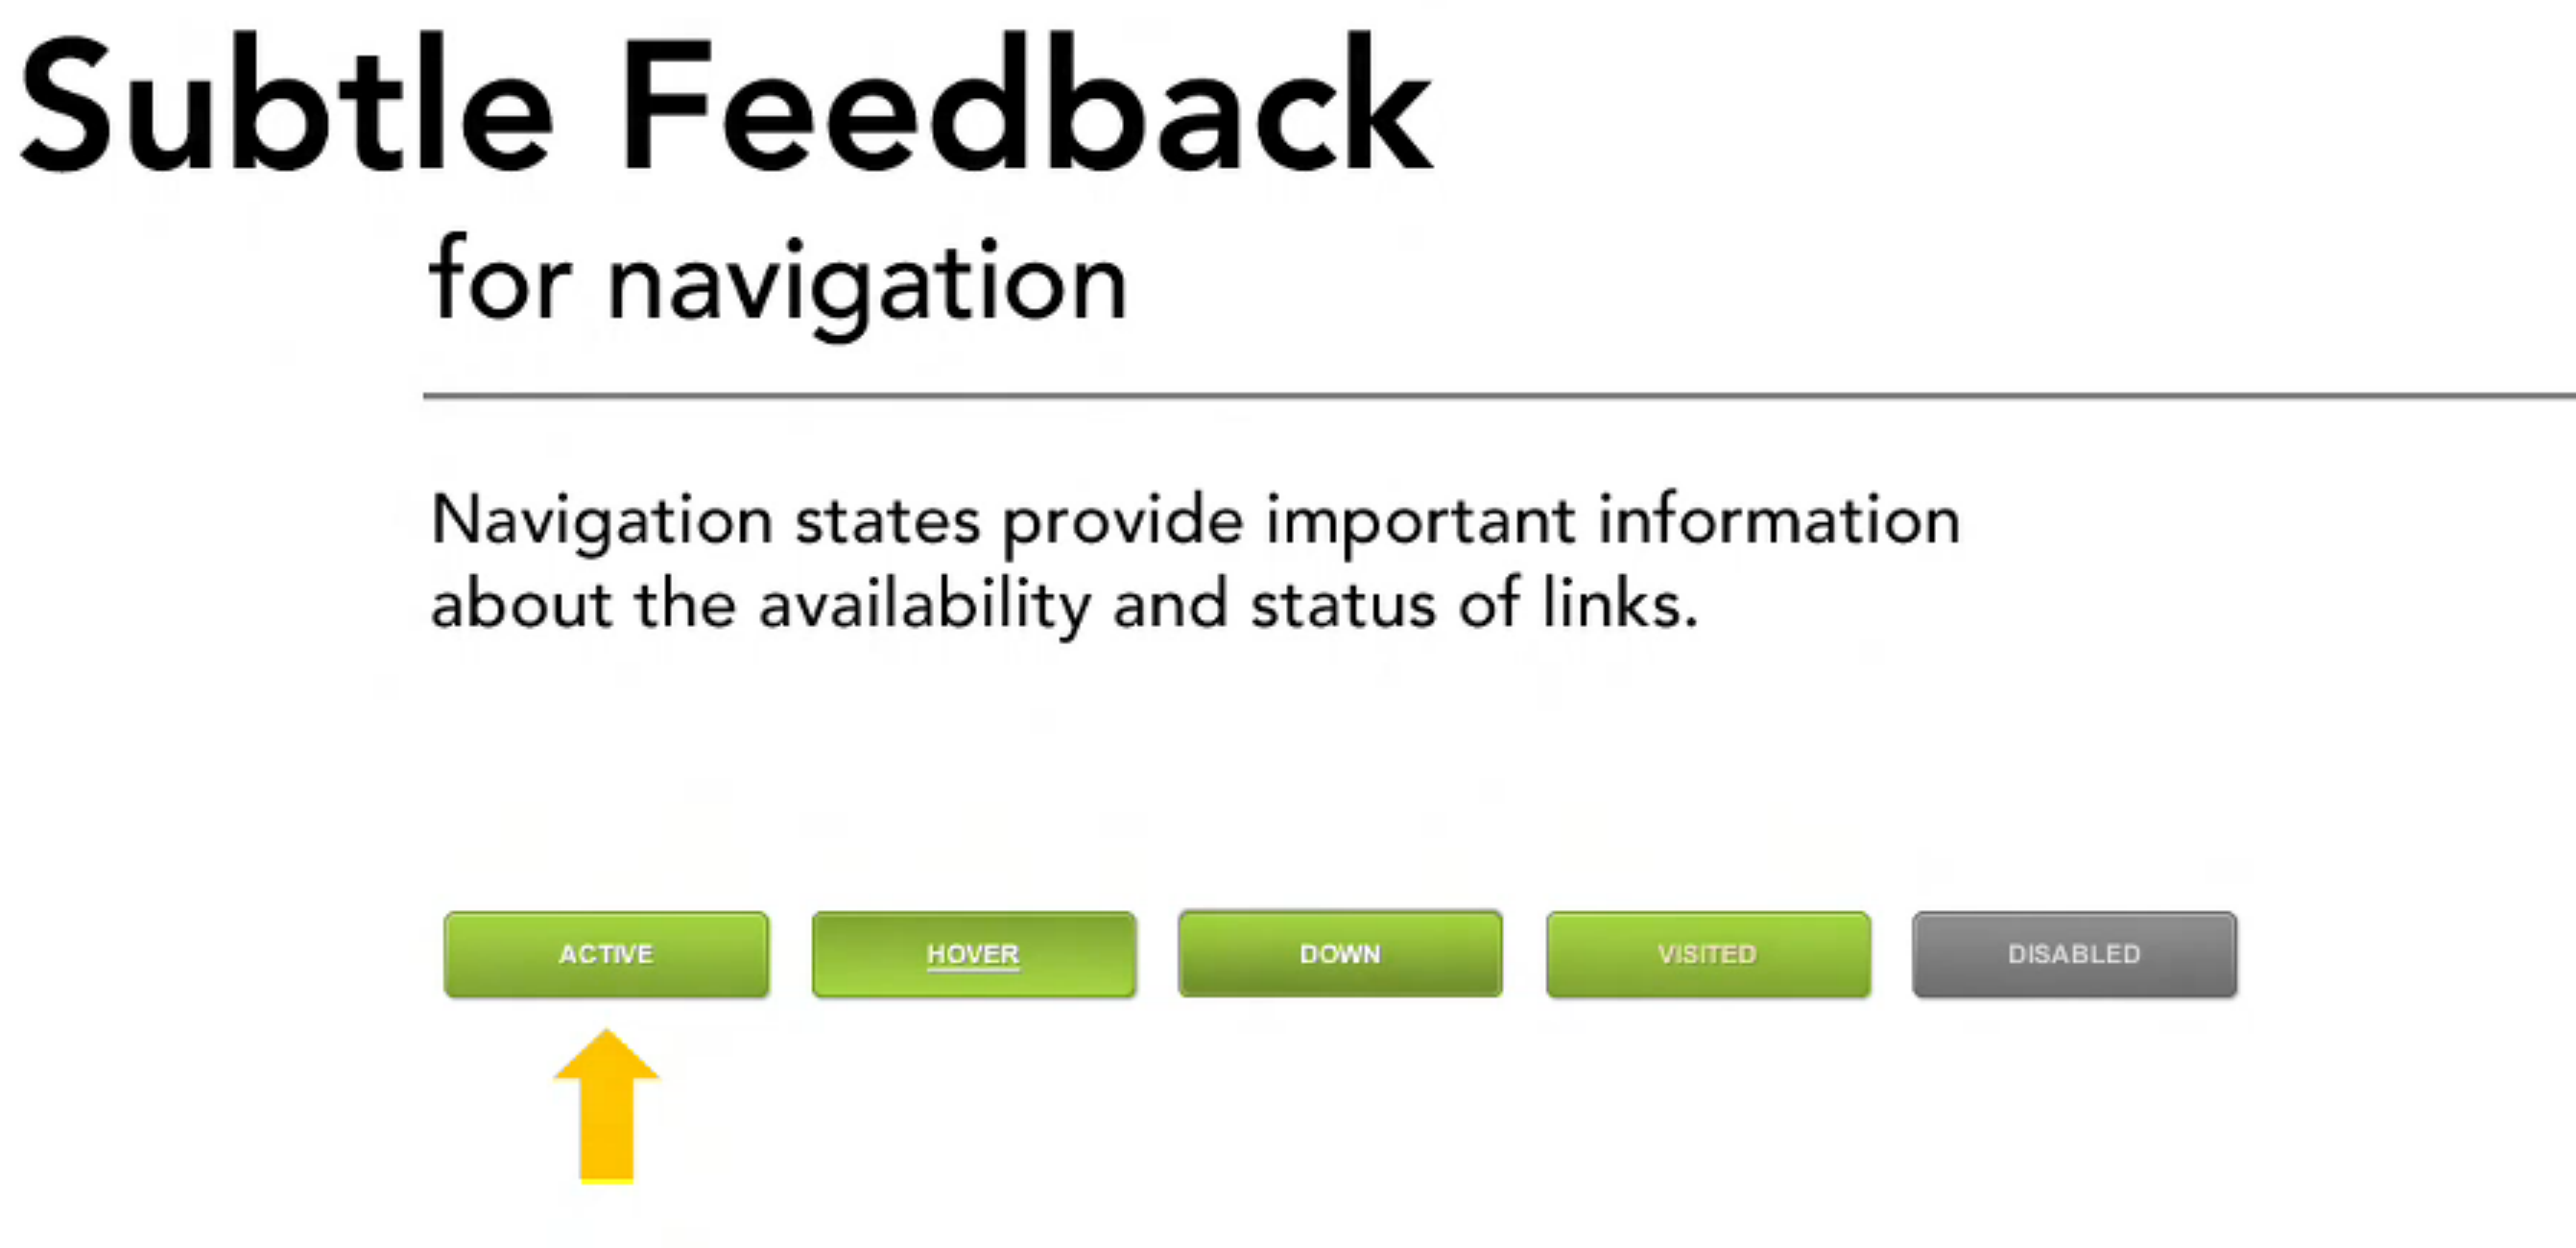 Subtle Feedback
for navigation
Navigation states provide important information
about the availability and status of links.
ACTIVE
HOVER
DOWN
VISITED
DISABLED